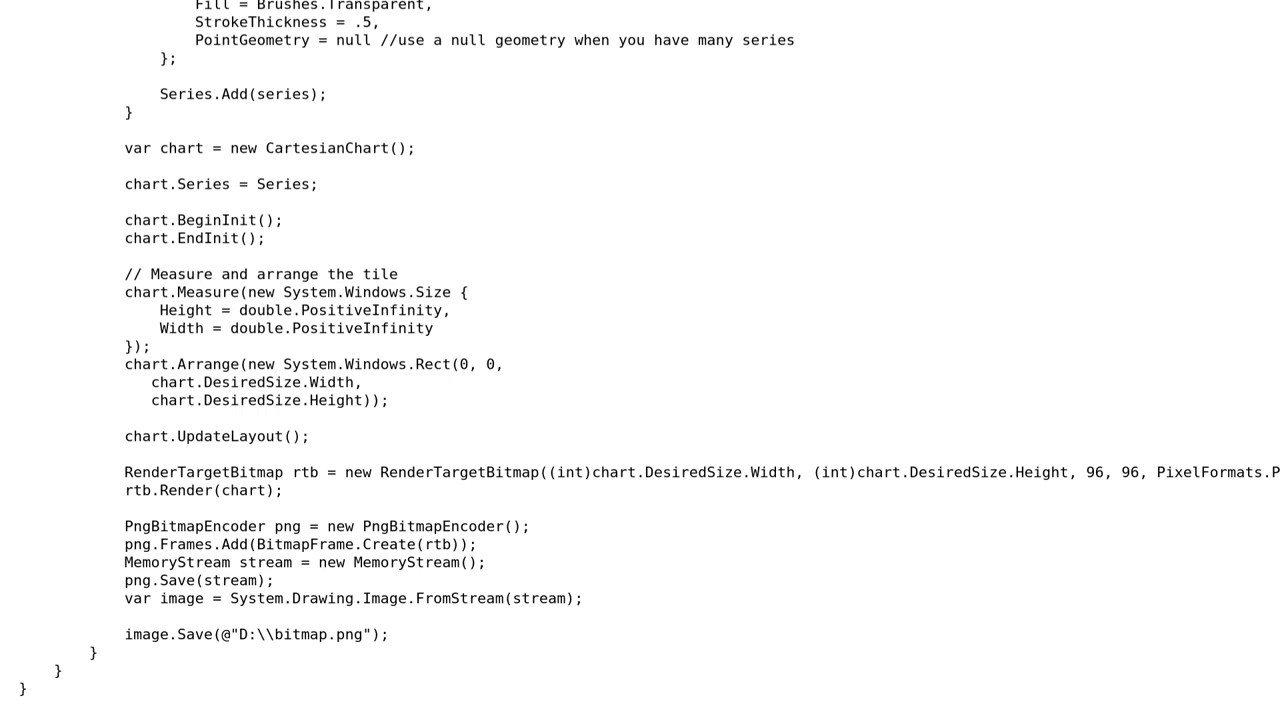 Fill = Brushes.Transparent,
StrokeThickness = .5,
PointGeometry = null //use a null geometry when you have many series
};
Series.Add(series);
}
var chart = new CartesianChart();
chart.Series = Series;
chart.BeginInit();
chart.EndInit();
// Measure and arrange the tile
chart.Measure(new System.Windows.Size {
Height = double.PositiveInfinity,
Width = double.PositiveInfinity
});
chart.Arrange(new System.Windows.Rect(0, 0,
chart.DesiredSize.Width,
chart.DesiredSize.Height));
chart.UpdateLayout();
RenderTargetBitmap rtb = new RenderTargetBitmap((int)chart.DesiredSize.Width, (int)chart.DesiredSize.Height, 96, 96, PixelFormats.P
rtb.Render(chart);
PngBitmapEncoder png = new PngBitmapEncoder();
png.Frames.Add(BitmapFrame.Create(rtb));
MemoryStream stream = new MemoryStream();
png.Save(stream);
var image = System.Drawing.Image.FromStream(stream);
image.Save(@"D:\\bitmap.png");
}
}
}